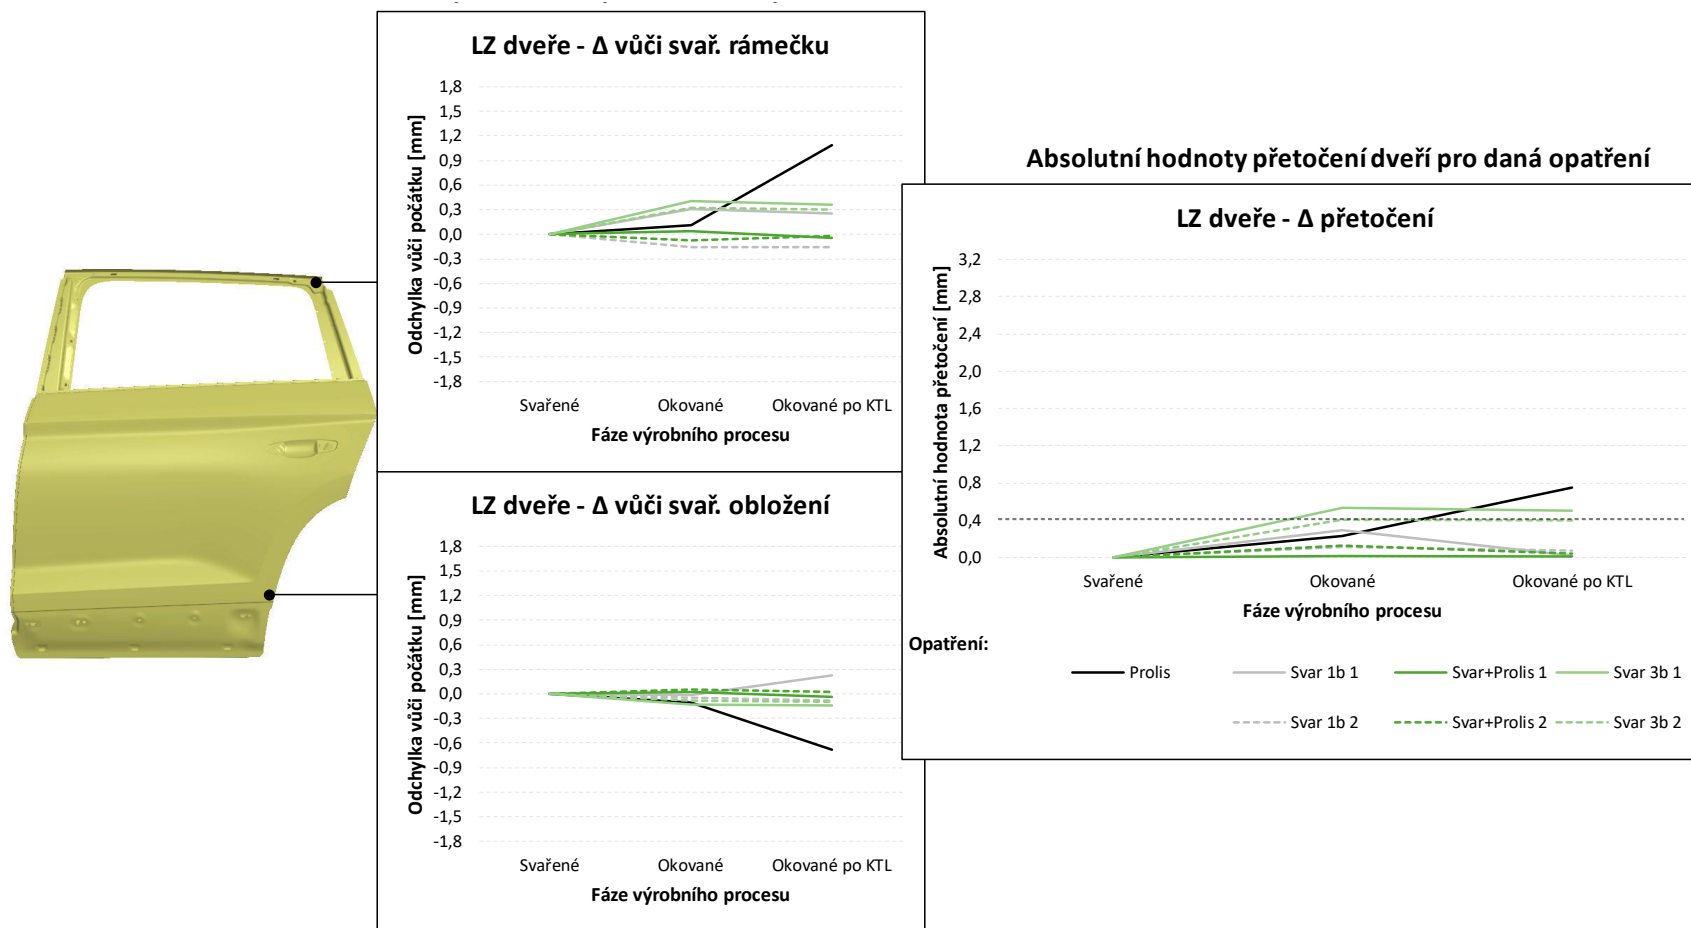 LZ dveře - Δ vůči svař. rámečku
Odchylka vůči počátku [mm]
1,8
1,5
1,2
0,9
0,6
0,3
0,0
-0,3
-0,6
-0,9
-1,2
-1,5
-1,8
Svařené
Okované
Okované po KTL
Fáze výrobního procesu
LZ dveře - Δ vůči svař. obložení
Odchylka vůči počátku [mm]
1,8
1,5
1,2
0,9
0,6
0,3
0,0
-0,3
-0,6
-0,9
-1,2
-1,5
-1,8
Svařené
Okované
Okované po KTL
Fáze výrobního procesu
Absolutní hodnoty přetočení dveří pro daná opatření
LZ dveře - Δ přetočení
Absolutní hodnota přetočení [mm]
3,2
2,8
2,4
2,0
1,6
1,2
0,8
0,4
0,0
Svařené
Okované
Okované po KTL
Fáze výrobního procesu
Opatření:
Prolis
Svar 1b 1
Svar+Prolis 1
Svar 3b 1
Svar 1b 2
Svar+Prolis 2
Svar 3b 2